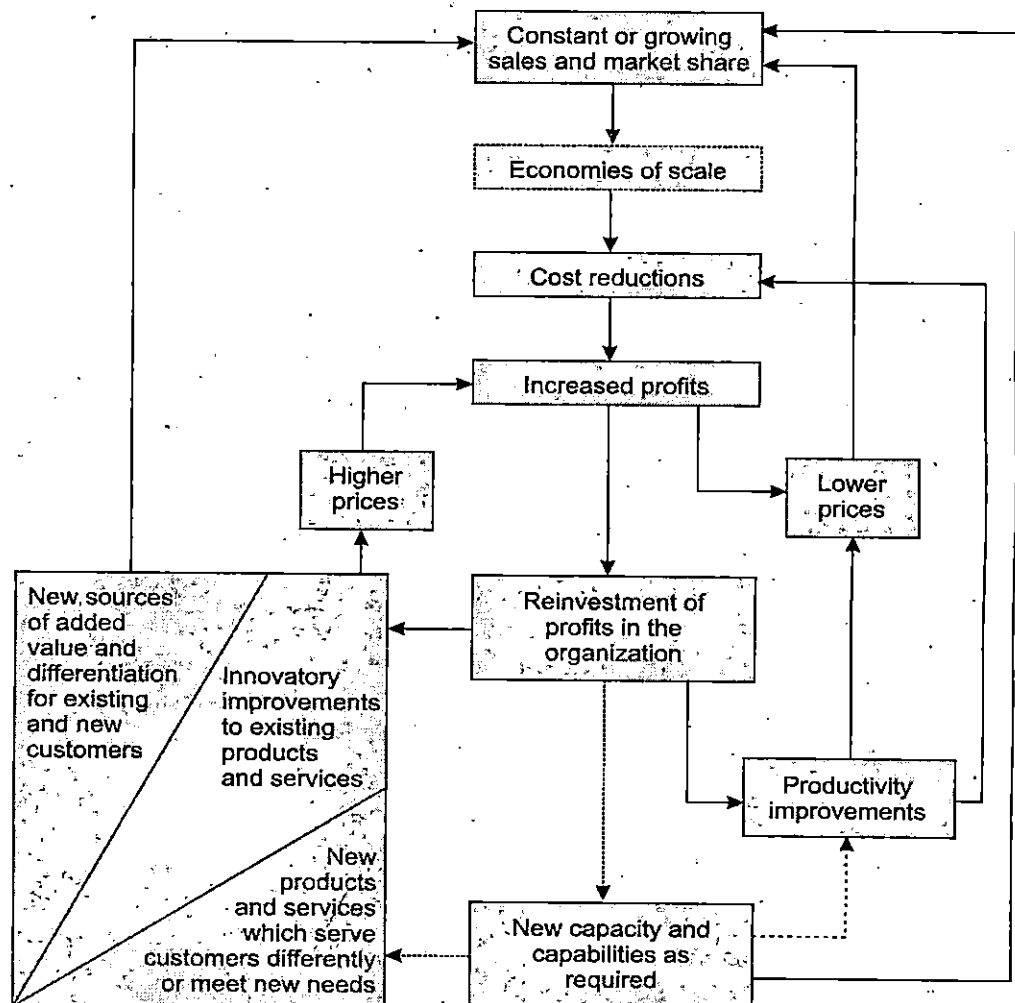 Constant or growing
sales and market share
Economies of scale
Cost reductions
Increased profits
Higher
prices
Lower
prices
New sources
of added
value and
differentiation
for existing
and new
customers
Innovatory
improvements
to existing
products
and services
Reinvestment of
profits in the
organization
Productivity
improvements
New
products
and services
which serve
customers differently
or meet new needs
New capacity and
capabilities as
required